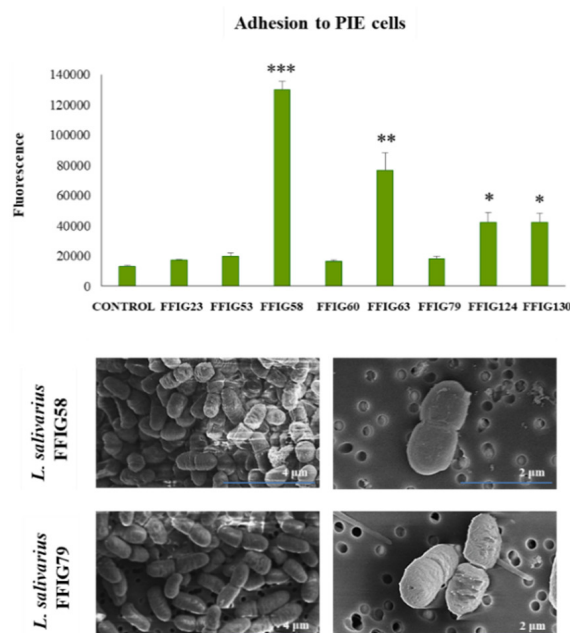 Adhesion to PIE cells
Fluorescence
140000
120000
100000
80000
60000
40000
20000
0
***
**
*
*
CONTROL FFIG23 FFIG53 FFIG58 FFIG60 FFIG63 FFIG79 FFIG124 FFIG130
L. salivarius
FFIG58
4 µm
2 µm
L. salivarius
FFIG79
4 µm
2 µm